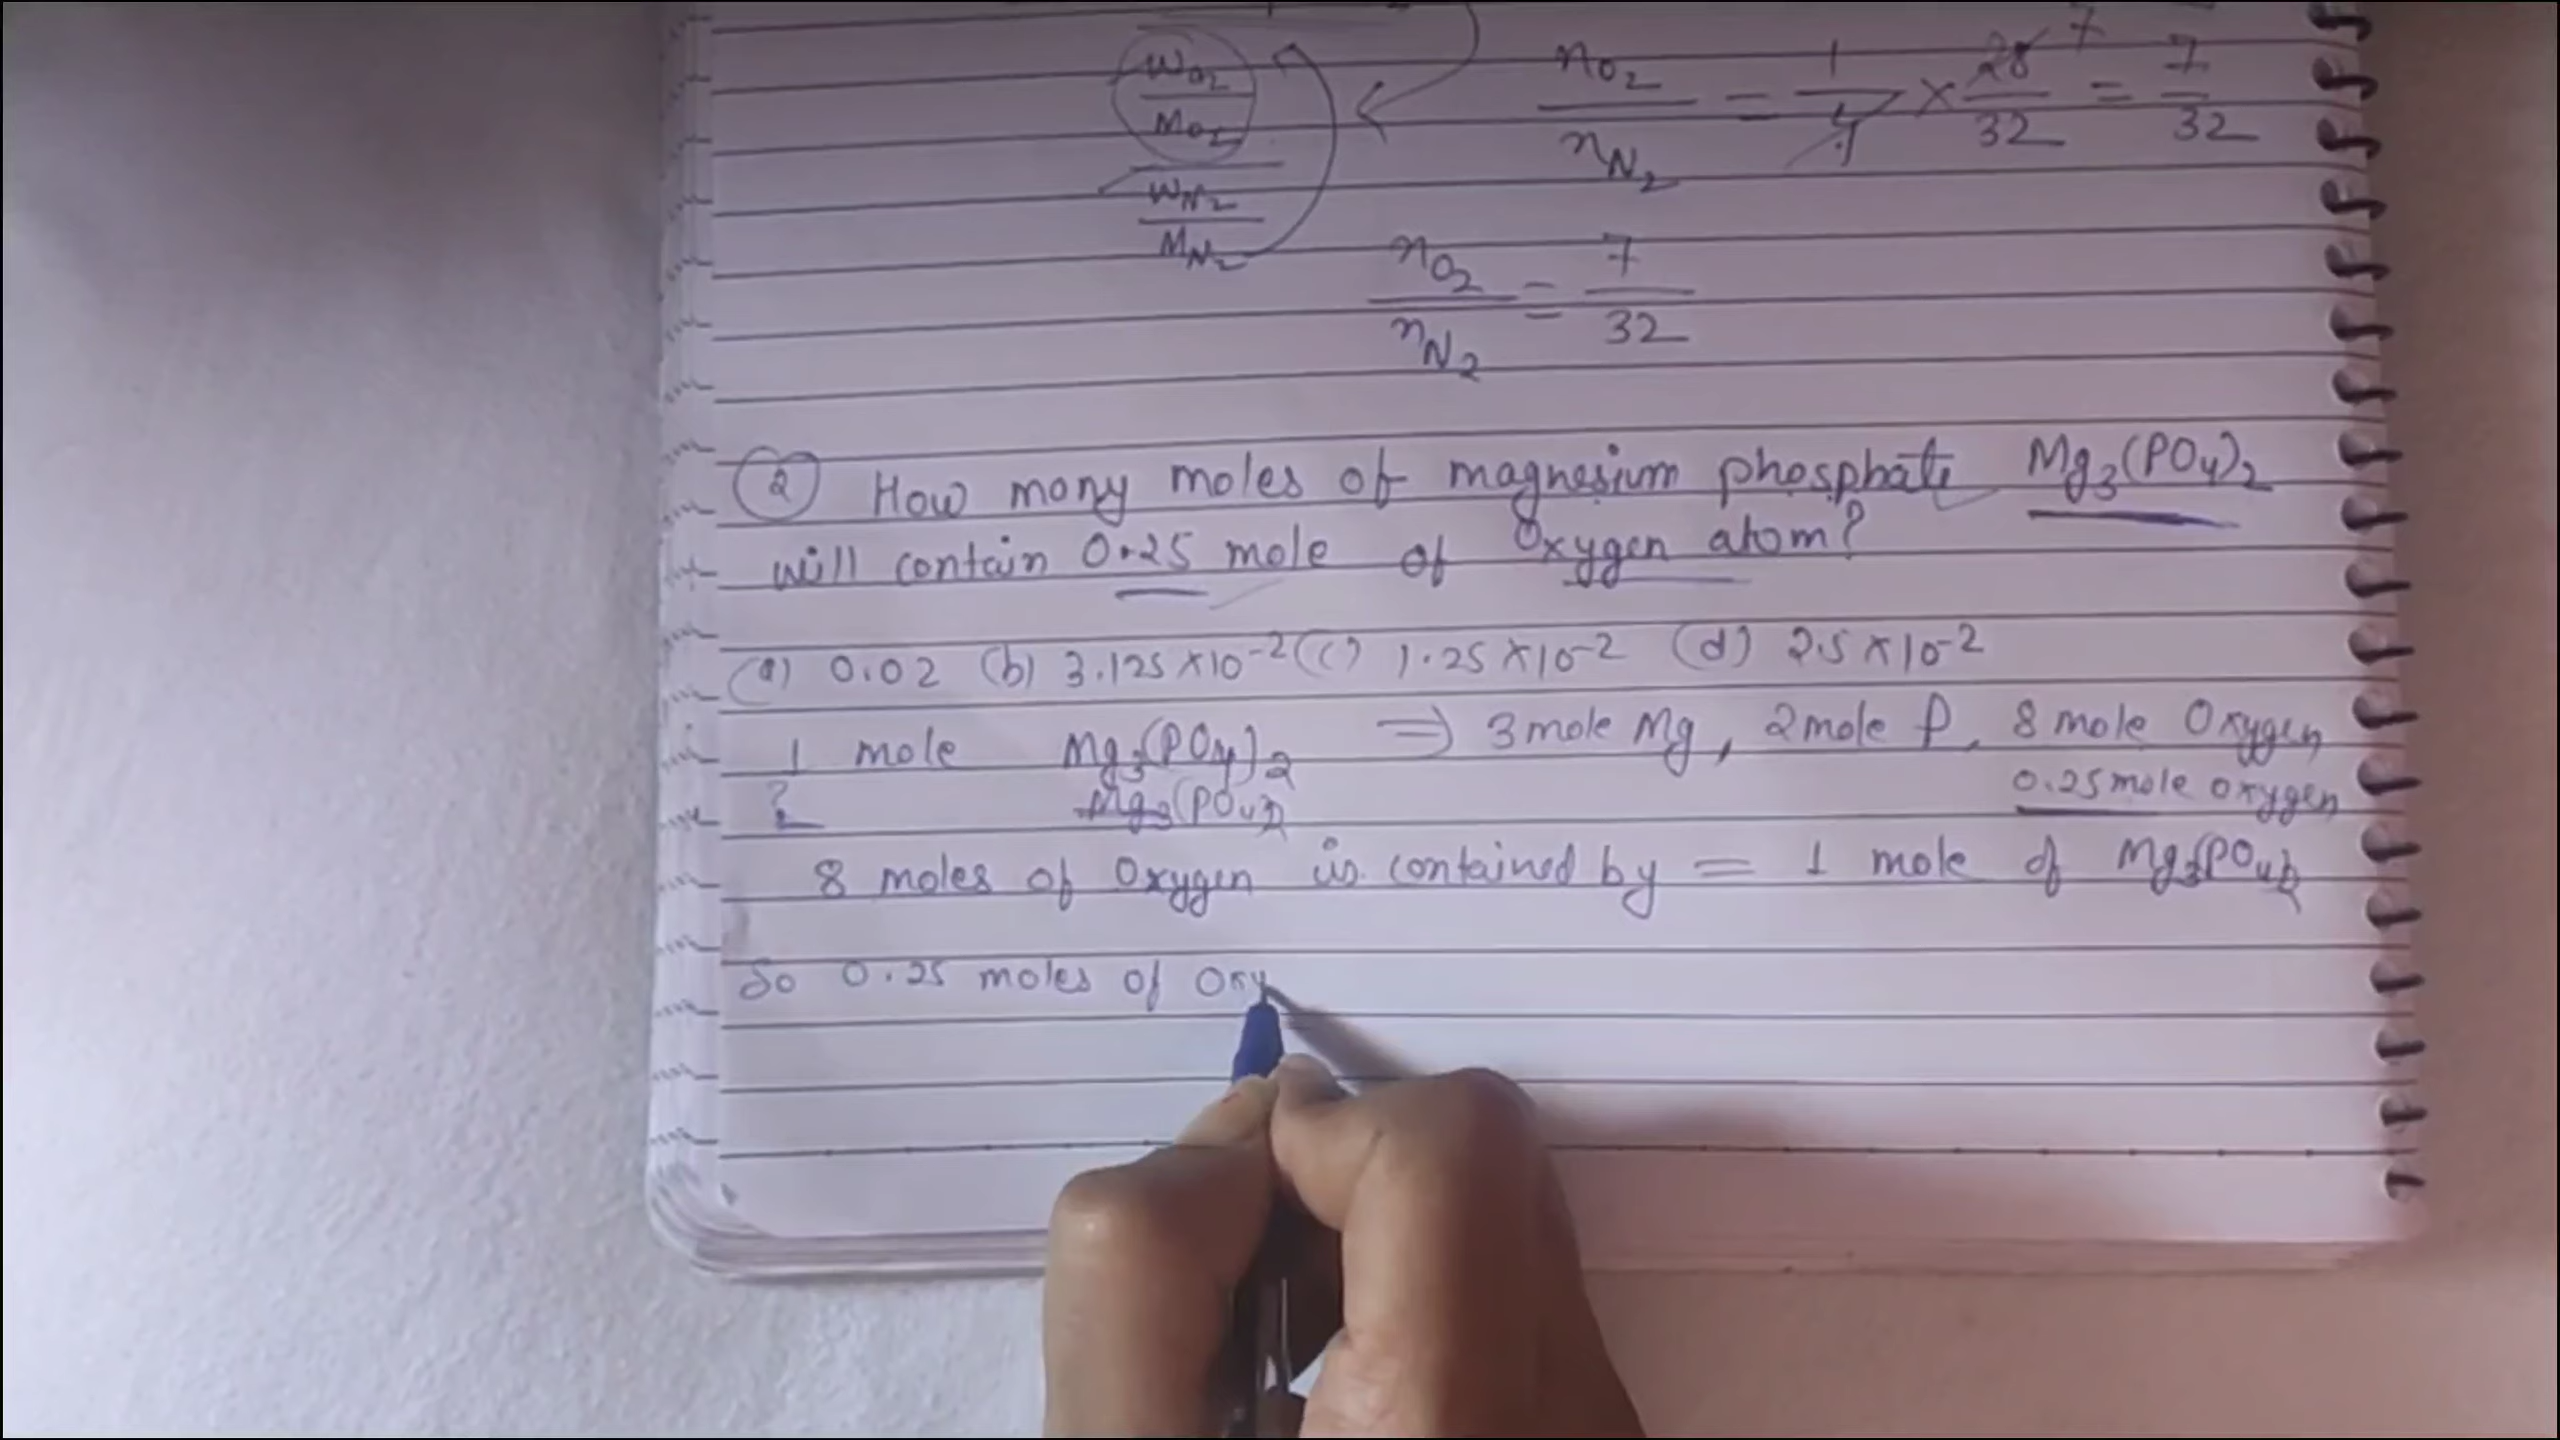 wO2 / MO2
wN2 / MN2
nO2 / nN2 = 1 / 4 × 28 7 / 32 = 7 / 32
nO2 / nN2 = 7 / 32
② How many moles of magnesium phosphate Mg3(PO4)2
will contain 0.25 mole of Oxygen atom?
(a) 0.02 (b) 3.125 × 10-2 (c) 1.25 × 10-2 (d) 2.5 × 10-2
1 mole Mg3(PO4)2 ⇒ 3 mole Mg, 2 mole P, 8 mole Oxygen
? Mg3(PO4)2 0.25 mole oxygen
8 moles of Oxygen is contained by = 1 mole of Mg3(PO4)2
So 0.25 moles of Oxy